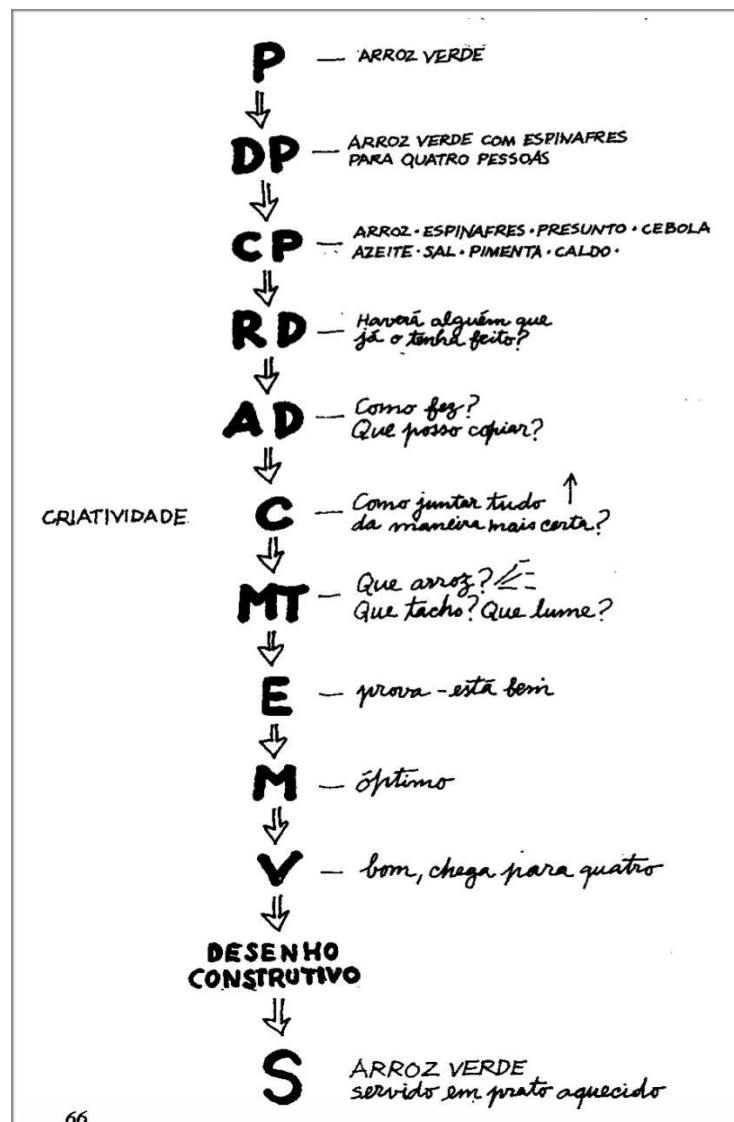 P — ARROZ VERDE
DP — ARROZ VERDE COM ESPINAFRES
PARA QUATRO PESSOAS
CP — ARROZ · ESPINAFRES · PRESUNTO · CEBOLA
AZEITE · SAL · PIMENTA · CALDO ·
RD — Haverá alguém que
já o tenha feito?
AD — Como fez?
Que posso copiar?
CRIATIVIDADE C — Como juntar tudo
da maneira mais certa?
MT — Que arroz?
Que tacho? Que lume?
E — prova - está bem
M — óptimo
V — bom, chega para quatro
DESENHO
CONSTRUTIVO
S ARROZ VERDE
servido em prato aquecido
66